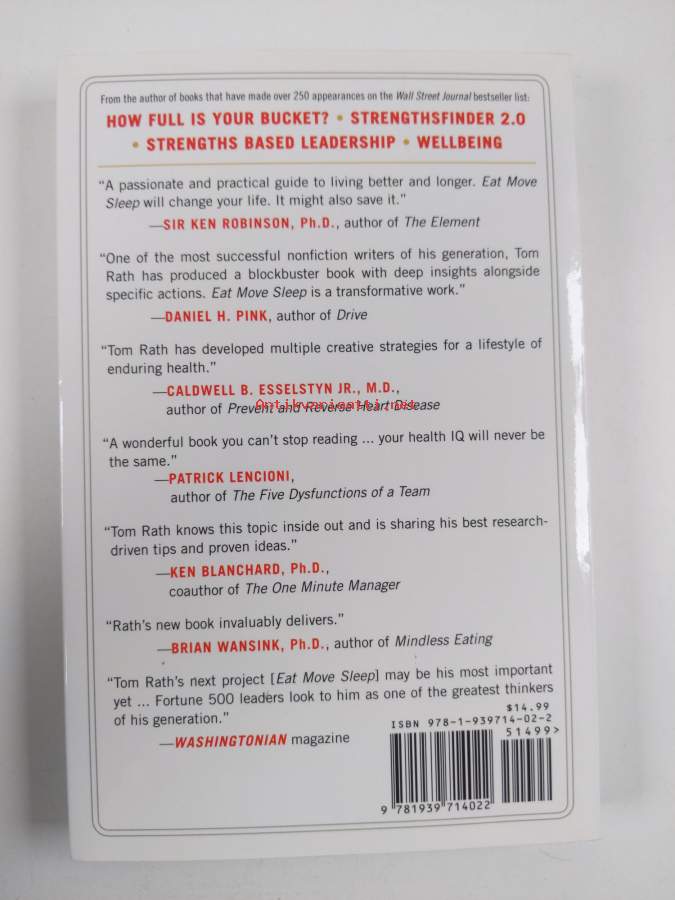 From the author of books that have made over 250 appearances on the Wall Street Journal bestseller list:
HOW FULL IS YOUR BUCKET? • STRENGTHSFINDER 2.0
• STRENGTHS BASED LEADERSHIP • WELLBEING
“A passionate and practical guide to living better and longer. Eat Move
Sleep will change your life. It might also save it.”
—SIR KEN ROBINSON, Ph.D., author of The Element
“One of the most successful nonfiction writers of his generation, Tom
Rath has produced a blockbuster book with deep insights alongside
specific actions. Eat Move Sleep is a transformative work.”
—DANIEL H. PINK, author of Drive
“Tom Rath has developed multiple creative strategies for a lifestyle of
enduring health.”
—CALDWELL B. ESSELSTYN JR., M.D.,
author of Prevent and Reverse Heart Disease
Antikvariaatti.net
“A wonderful book you can’t stop reading ... your health IQ will never be
the same.”
—PATRICK LENCIONI,
author of The Five Dysfunctions of a Team
“Tom Rath knows this topic inside out and is sharing his best research-
driven tips and proven ideas.”
—KEN BLANCHARD, Ph.D.,
coauthor of The One Minute Manager
“Rath’s new book invaluably delivers.”
—BRIAN WANSINK, Ph.D., author of Mindless Eating
“Tom Rath’s next project [Eat Move Sleep] may be his most important
yet ... Fortune 500 leaders look to him as one of the greatest thinkers
of his generation.”
—WASHINGTONIAN magazine
$14.99
ISBN 978-1-939714-02-2
51499>
9 781939 714022